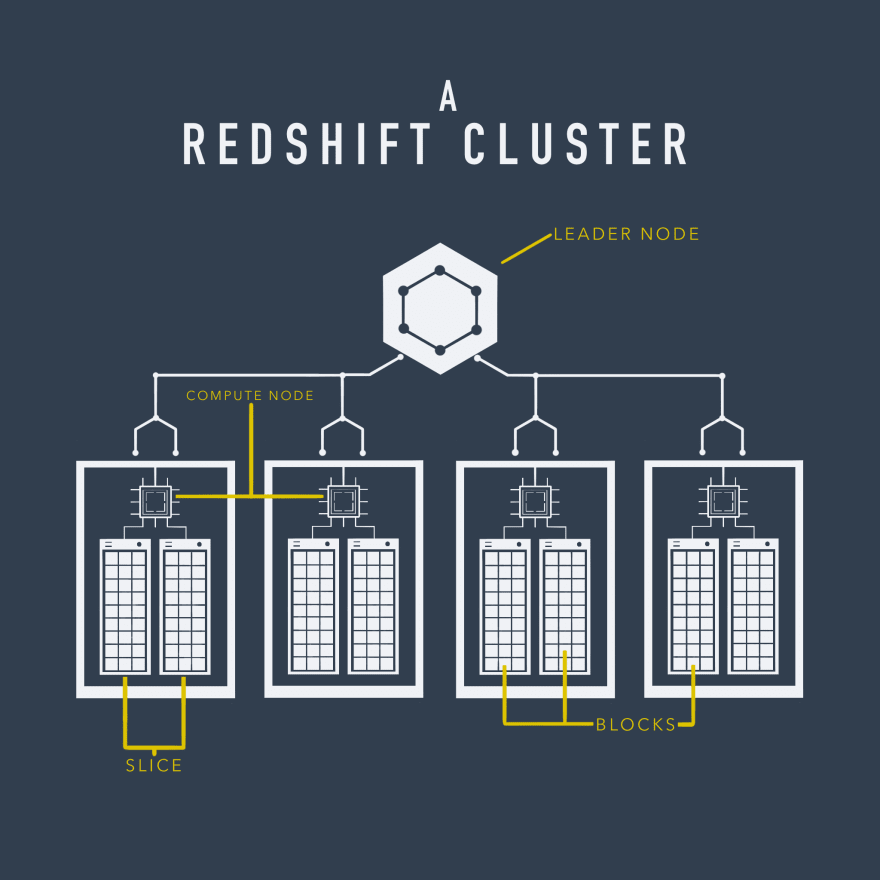 A
REDSHIFT CLUSTER
LEADER NODE
COMPUTE NODE
BLOCKS
SLICE